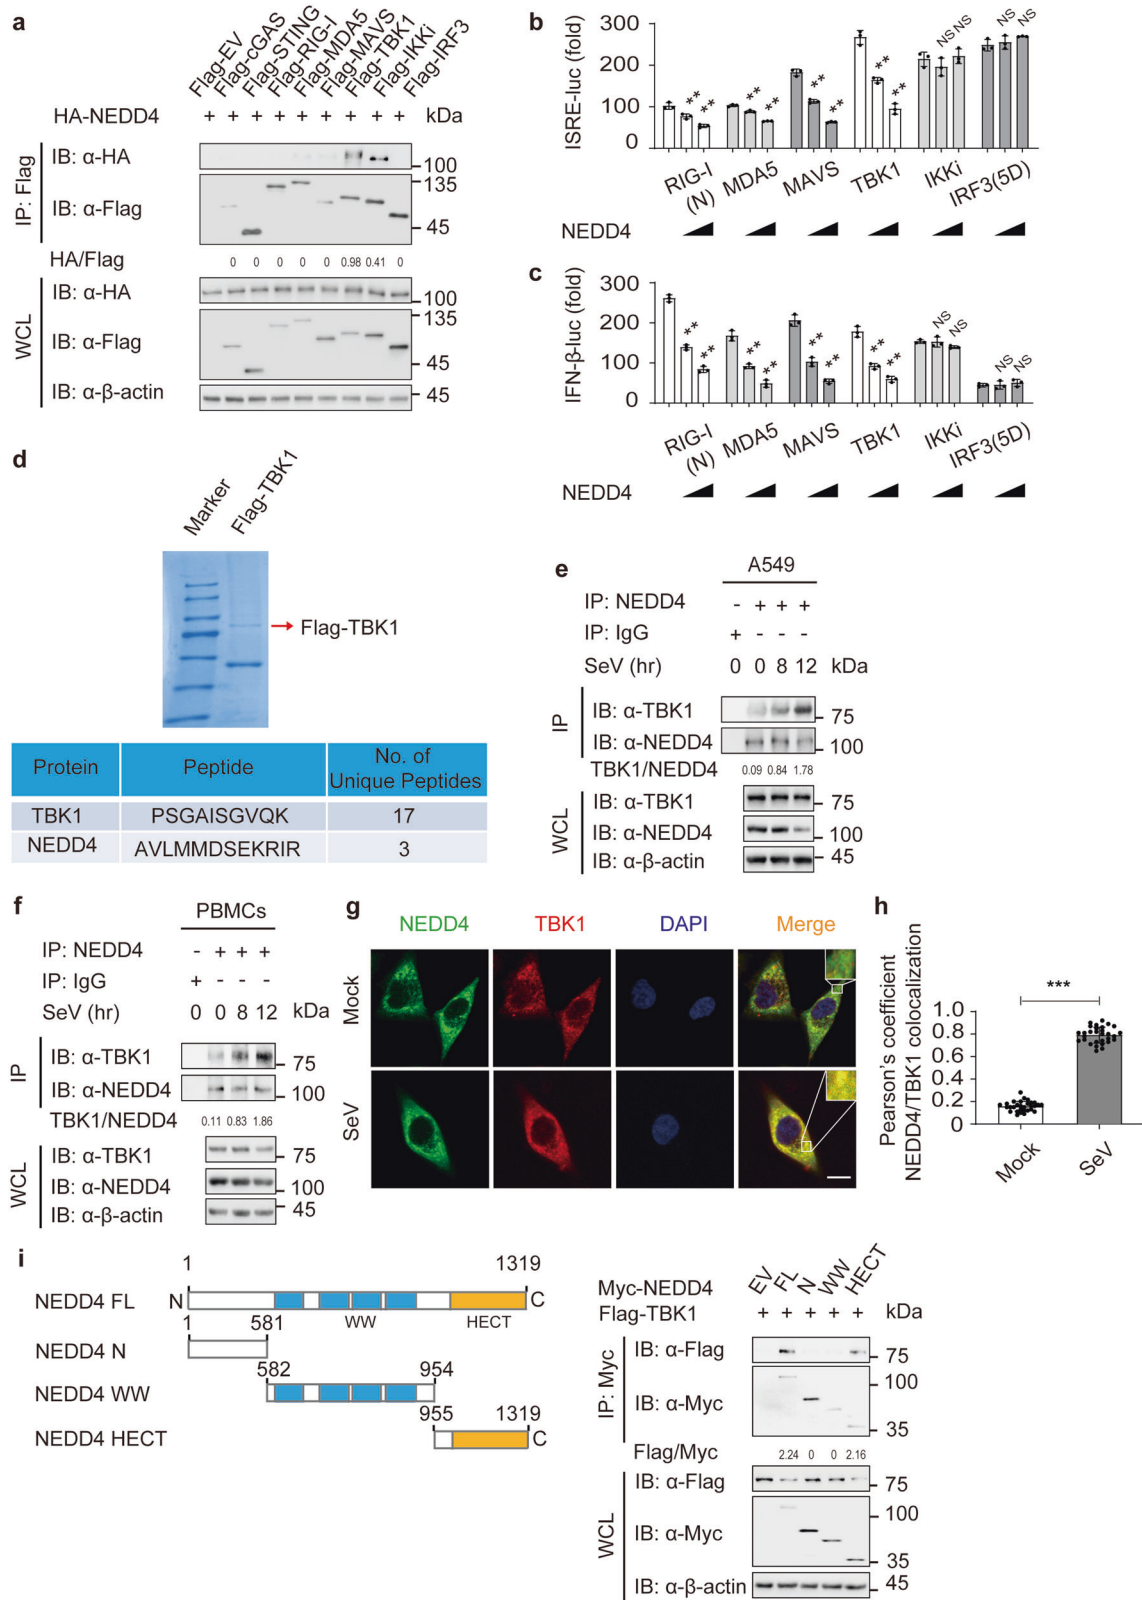 a
Flag-EV
Flag-cGAS
Flag-STING
Flag-RIG-I
Flag-MDA5
Flag-MAVS
Flag-TBK1
Flag-IKKi
Flag-IRF3
HA-NEDD4 + + + + + + + + + kDa
IP: Flag
IB: α-HA 100
135
IB: α-Flag
45
HA/Flag 0 0 0 0 0 0.98 0.41 0
WCL
IB: α-HA 100
135
IB: α-Flag
45
IB: α-β-actin 45
b
ISRE-luc (fold)
300
200
100
0
** ** ** ** ** ** ** ** NS NS NS NS
RIG-I (N) MDA5 MAVS TBK1 IKKi IRF3(5D)
NEDD4
c
IFN-β-luc (fold)
300
200
100
0
** ** ** ** ** ** ** ** NS NS NS NS
RIG-I (N) MDA5 MAVS TBK1 IKKi IRF3(5D)
NEDD4
d
Marker
Flag-TBK1
Flag-TBK1
Protein Peptide No. of Unique Peptides
TBK1 PSGAISGVQK 17
NEDD4 AVLMMDSEKRIR 3
e
A549
IP: NEDD4 - + + +
IP: IgG + - - -
SeV (hr) 0 0 8 12 kDa
IP
IB: α-TBK1 75
IB: α-NEDD4 100
TBK1/NEDD4 0.09 0.84 1.78
WCL
IB: α-TBK1 75
IB: α-NEDD4 100
IB: α-β-actin 45
f
PBMCs
IP: NEDD4 - + + +
IP: IgG + - - -
SeV (hr) 0 0 8 12 kDa
IP
IB: α-TBK1 75
IB: α-NEDD4 100
TBK1/NEDD4 0.11 0.83 1.86
WCL
IB: α-TBK1 75
IB: α-NEDD4 100
IB: α-β-actin 45
g
NEDD4 TBK1 DAPI Merge
Mock
SeV
h
Pearson's coefficient
NEDD4/TBK1 colocalization
***
1.0
0.8
0.6
0.4
0.2
0
Mock SeV
i
1 1319
NEDD4 FL N C
WW HECT
1 581
NEDD4 N
582 954
NEDD4 WW
955 1319
NEDD4 HECT C
EV FL N WW HECT
Myc-NEDD4
Flag-TBK1 + + + + + kDa
IP: Myc
IB: α-Flag 75
100
IB: α-Myc
35
Flag/Myc 2.24 0 0 2.16
WCL
IB: α-Flag 75
100
IB: α-Myc
35
IB: α-β-actin 45